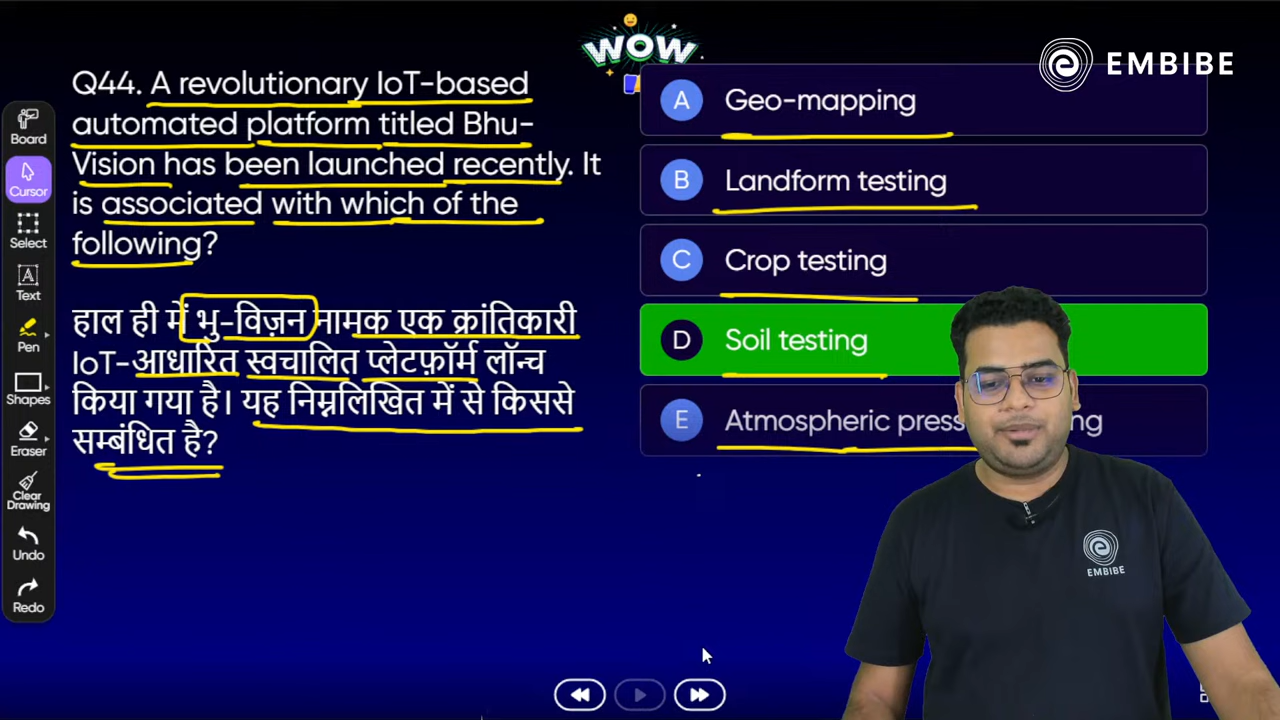 WOW
EMBIBE
Q44. A revolutionary IoT-based
automated platform titled Bhu-
Vision has been launched recently. It
is associated with which of the
following?
हाल ही में भु-विज़न नामक एक क्रांतिकारी
IoT-आधारित स्वचालित प्लेटफ़ॉर्म लॉन्च
किया गया है। यह निम्नलिखित में से किससे
सम्बंधित है?
A Geo-mapping
B Landform testing
C Crop testing
D Soil testing
E Atmospheric press
Board
Cursor
Select
A
Text
Pen
Shapes
Eraser
Clear
Drawing
Undo
Redo
EMBIBE